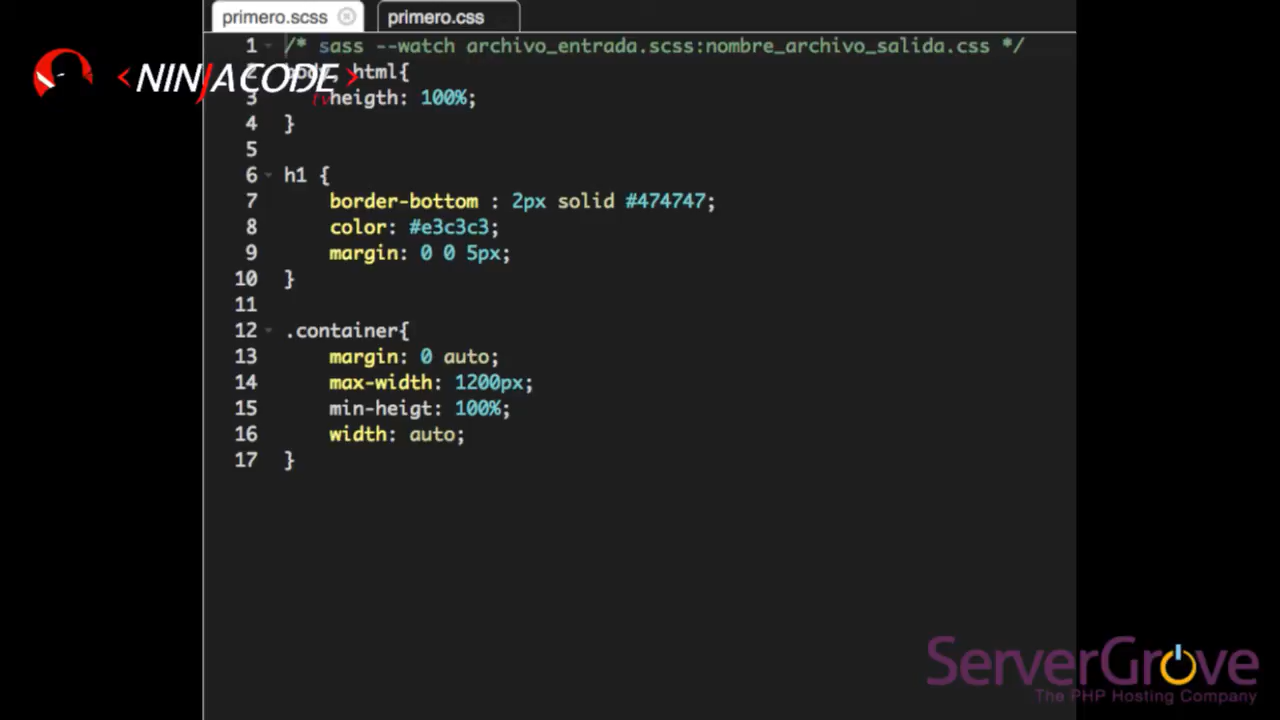 primero.scss
primero.css
1 /* sass --watch archivo_entrada.scss:nombre_archivo_salida.css */
<NINJACODE>
2 body, html{
3 heigth: 100%;
4 }
5
6 h1 {
7 border-bottom : 2px solid #474747;
8 color: #e3c3c3;
9 margin: 0 0 5px;
10 }
11
12 .container{
13 margin: 0 auto;
14 max-width: 1200px;
15 min-heigt: 100%;
16 width: auto;
17 }
ServerGrove
The PHP Hosting Company